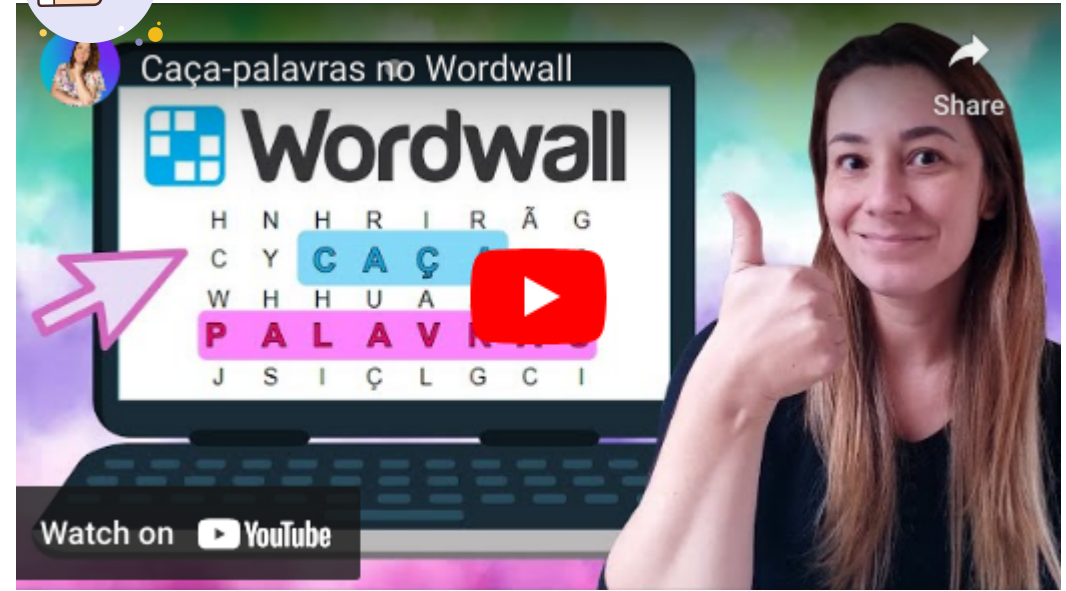 Caça-palavras no Wordwall
Share
Wordwall
H N H R I R Ã G
C Y C A Ç
W H H U A
P A L A V
J S I Ç L G C I
Watch on YouTube